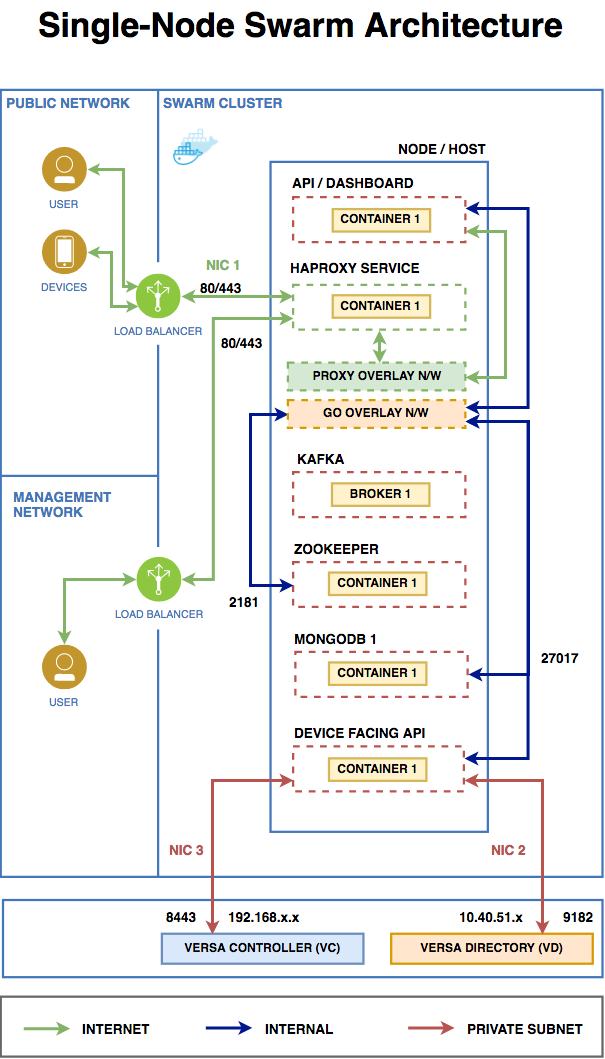 Single-Node Swarm Architecture
PUBLIC NETWORK
SWARM CLUSTER
NODE / HOST
USER
DEVICES
LOAD BALANCER
NIC 1
80/443
80/443
API / DASHBOARD
CONTAINER 1
HAPROXY SERVICE
CONTAINER 1
PROXY OVERLAY N/W
GO OVERLAY N/W
KAFKA
BROKER 1
ZOOKEEPER
CONTAINER 1
2181
MONGODB 1
CONTAINER 1
27017
DEVICE FACING API
CONTAINER 1
MANAGEMENT
NETWORK
LOAD BALANCER
USER
NIC 3
NIC 2
8443
192.168.x.x
10.40.51.x
9182
VERSA CONTROLLER (VC)
VERSA DIRECTORY (VD)
INTERNET
INTERNAL
PRIVATE SUBNET